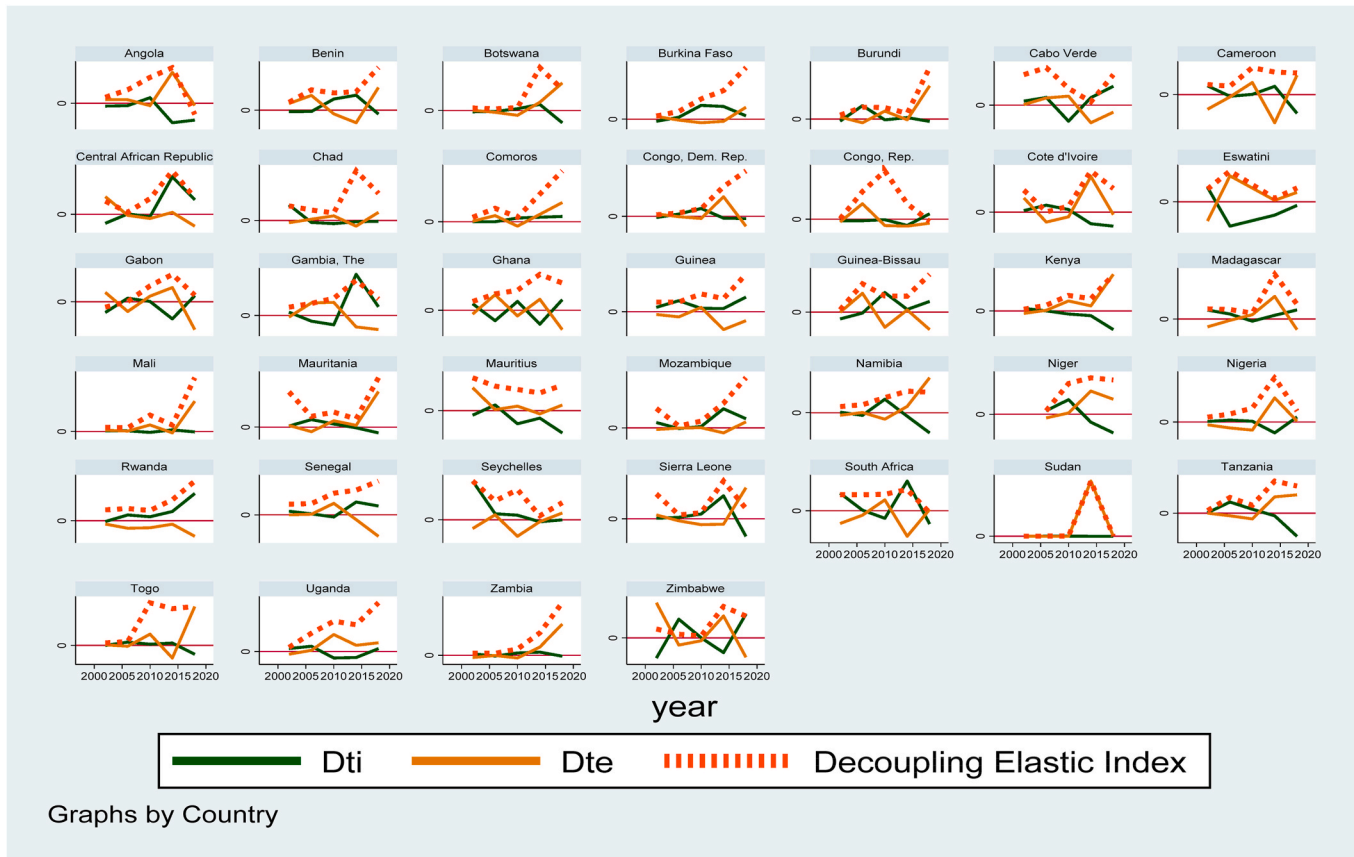 Angola Benin Botswana Burkina Faso Burundi Cabo Verde Cameroon
0 0 0 0 0 0 0
Central African Republic Chad Comoros Congo, Dem. Rep. Congo, Rep. Cote d'Ivoire Eswatini
0 0 0 0 0 0 0
Gabon Gambia, The Ghana Guinea Guinea-Bissau Kenya Madagascar
0 0 0 0 0 0 0
Mali Mauritania Mauritius Mozambique Namibia Niger Nigeria
0 0 0 0 0 0 0
Rwanda Senegal Seychelles Sierra Leone South Africa Sudan Tanzania
0 0 0 0 0 0 0
2000 2005 2010 2015 2020 2000 2005 2010 2015 2020 2000 2005 2010 2015 2020
Togo Uganda Zambia Zimbabwe
0 0 0 0
2000 2005 2010 2015 2020 2000 2005 2010 2015 2020 2000 2005 2010 2015 2020 2000 2005 2010 2015 2020
year
Dti Dte Decoupling Elastic Index
Graphs by Country